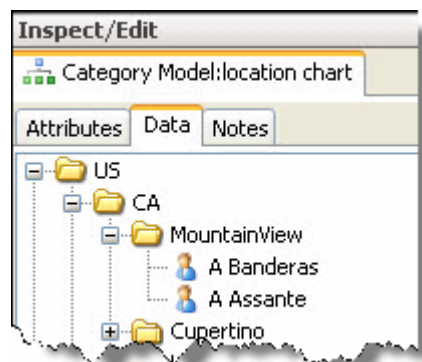 Inspect/Edit
Category Model:location chart
Attributes Data Notes
US
CA
MountainView
A Banderas
A Assante
Cupertino